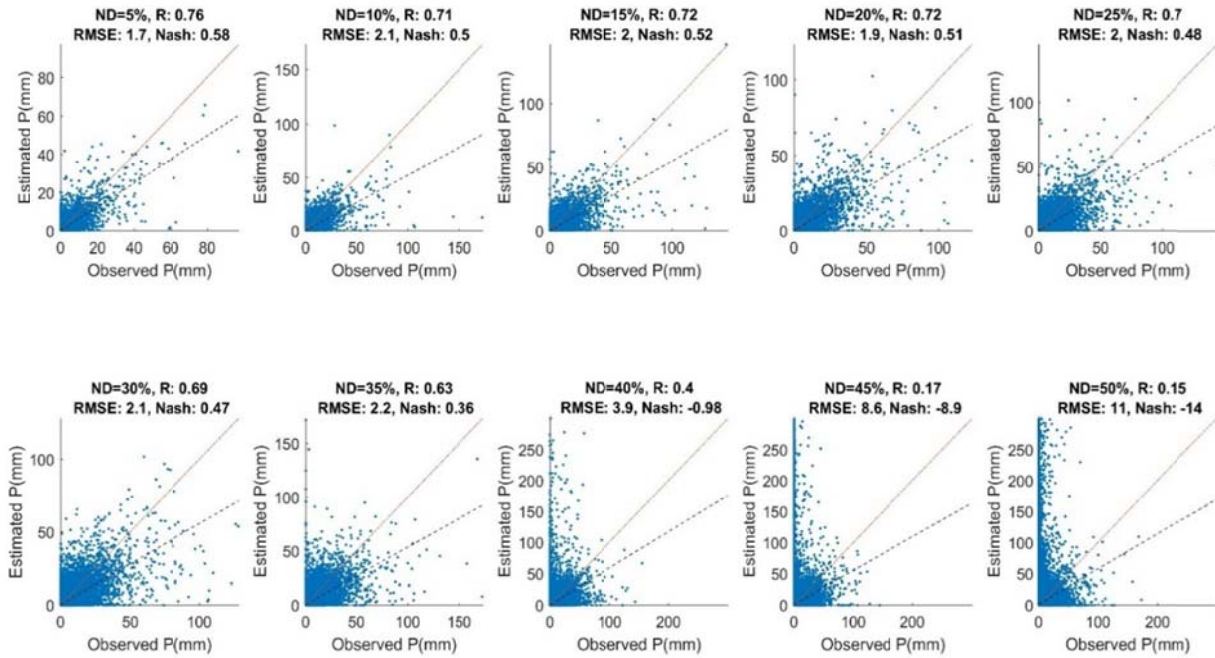 ND=5%, R: 0.76
RMSE: 1.7, Nash: 0.58
80
60
40
20
0
Estimated P(mm)
0 20 40 60 80
Observed P(mm)
ND=10%, R: 0.71
RMSE: 2.1, Nash: 0.5
150
100
50
0
Estimated P(mm)
0 50 100 150
Observed P(mm)
ND=15%, R: 0.72
RMSE: 2, Nash: 0.52
100
50
0
Estimated P(mm)
0 50 100
Observed P(mm)
ND=20%, R: 0.72
RMSE: 1.9, Nash: 0.51
100
50
0
Estimated P(mm)
0 50 100
Observed P(mm)
ND=25%, R: 0.7
RMSE: 2, Nash: 0.48
100
50
0
Estimated P(mm)
0 50 100
Observed P(mm)
ND=30%, R: 0.69
RMSE: 2.1, Nash: 0.47
100
50
0
Estimated P(mm)
0 50 100
Observed P(mm)
ND=35%, R: 0.63
RMSE: 2.2, Nash: 0.36
150
100
50
0
Estimated P(mm)
0 50 100 150
Observed P(mm)
ND=40%, R: 0.4
RMSE: 3.9, Nash: -0.98
250
200
150
100
50
0
Estimated P(mm)
0 100 200
Observed P(mm)
ND=45%, R: 0.17
RMSE: 8.6, Nash: -8.9
250
200
150
100
50
0
Estimated P(mm)
0 100 200
Observed P(mm)
ND=50%, R: 0.15
RMSE: 11, Nash: -14
250
200
150
100
50
0
Estimated P(mm)
0 100 200
Observed P(mm)